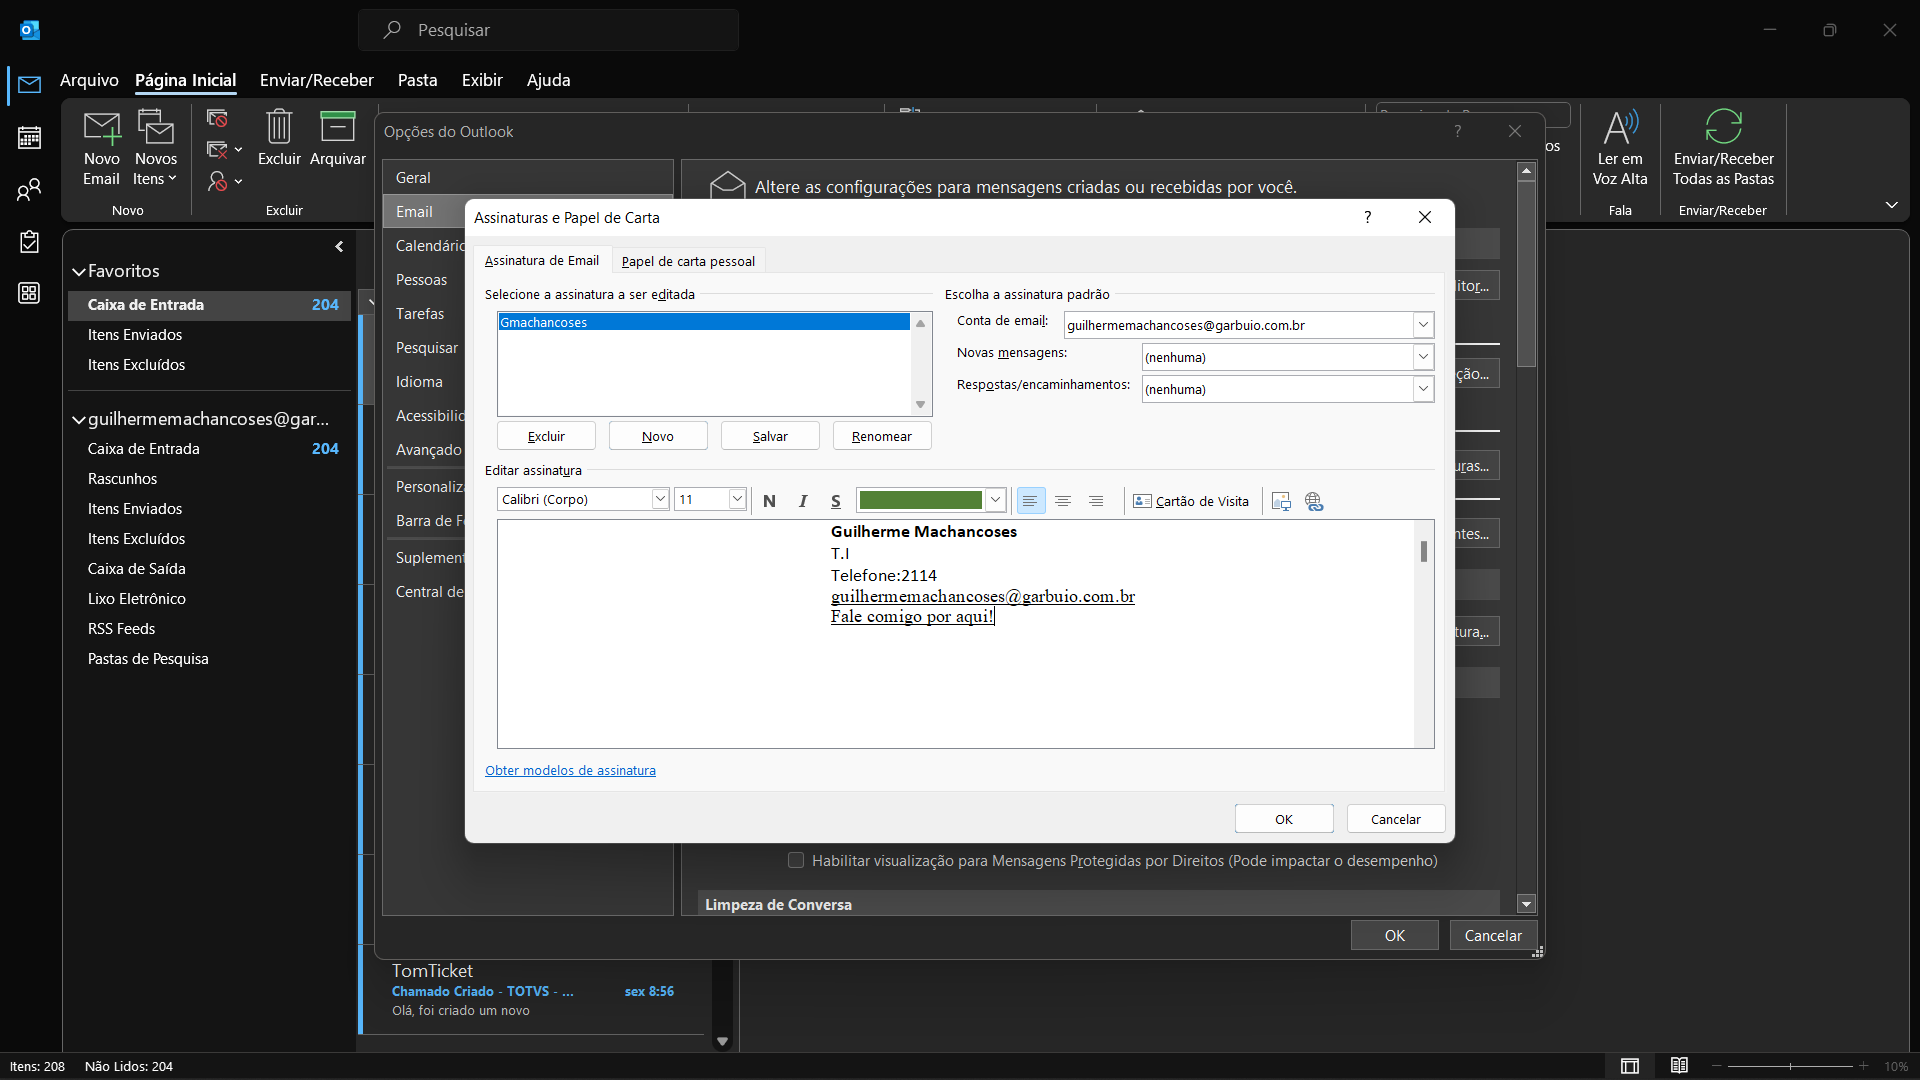 Pesquisar
Arquivo Página Inicial Enviar/Receber Pasta Exibir Ajuda
Novo Email
Novos Itens
Novo
Excluir
Arquivar
Excluir
Ler em Voz Alta
Fala
Enviar/Receber Todas as Pastas
Enviar/Receber
Favoritos
Caixa de Entrada 204
Itens Enviados
Itens Excluídos
guilhermemachancoses@gar...
Caixa de Entrada 204
Rascunhos
Itens Enviados
Itens Excluídos
Caixa de Saída
Lixo Eletrônico
RSS Feeds
Pastas de Pesquisa
Opções do Outlook
Geral
Email
Calendário
Pessoas
Tarefas
Pesquisar
Idioma
Acessibilid
Avançado
Personaliza
Barra de F
Suplement
Central de
Altere as configurações para mensagens criadas ou recebidas por você.
Assinaturas e Papel de Carta
Assinatura de Email
Papel de carta pessoal
Selecione a assinatura a ser editada
Gmachancoses
Excluir Novo Salvar Renomear
Escolha a assinatura padrão
Conta de email: guilhermemachancoses@garbuio.com.br
Novas mensagens: (nenhuma)
Respostas/encaminhamentos: (nenhuma)
Editar assinatura
Calibri (Corpo) 11 N I S Cartão de Visita
Guilherme Machancoses
T.I
Telefone:2114
guilhermemachancoses@garbuio.com.br
Fale comigo por aqui!
Obter modelos de assinatura
OK Cancelar
itor...
ção...
uras...
ntes...
tura...
Habilitar visualização para Mensagens Protegidas por Direitos (Pode impactar o desempenho)
Limpeza de Conversa
OK Cancelar
TomTicket
Chamado Criado - TOTVS - ... sex 8:56
Olá, foi criado um novo
Itens: 208 Não Lidos: 204
10%